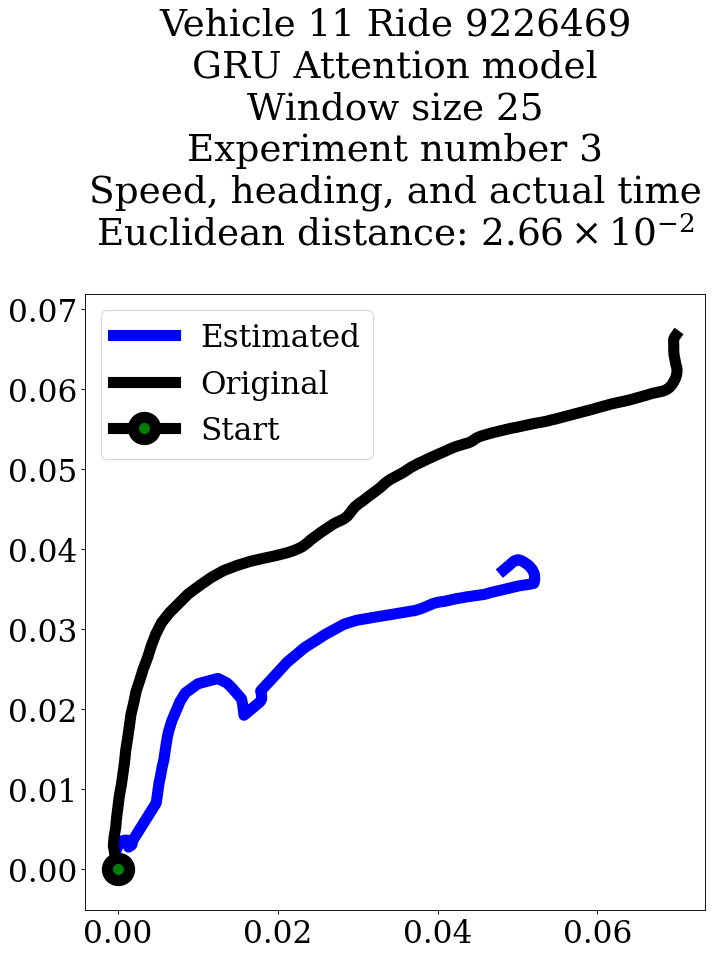 Vehicle 11 Ride 9226469
GRU Attention model
Window size 25
Experiment number 3
Speed, heading, and actual time
Euclidean distance: 2.66 × 10⁻²
0.07
0.06
0.05
0.04
0.03
0.02
0.01
0.00
Estimated
Original
Start
0.00 0.02 0.04 0.06